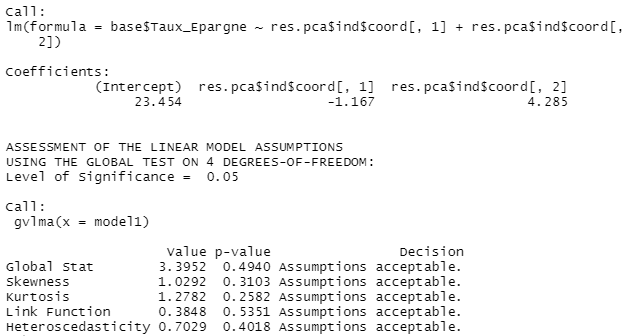 Call:
lm(formula = base$Taux_Epargne ~ res.pca$ind$coord[, 1] + res.pca$ind$coord[,
2])
Coefficients:
(Intercept) res.pca$ind$coord[, 1] res.pca$ind$coord[, 2]
23.454 -1.167 4.285
ASSESSMENT OF THE LINEAR MODEL ASSUMPTIONS
USING THE GLOBAL TEST ON 4 DEGREES-OF-FREEDOM:
Level of Significance = 0.05
Call:
gvlma(x = model1)
Value p-value Decision
Global Stat 3.3952 0.4940 Assumptions acceptable.
Skewness 1.0292 0.3103 Assumptions acceptable.
Kurtosis 1.2782 0.2582 Assumptions acceptable.
Link Function 0.3848 0.5351 Assumptions acceptable.
Heteroscedasticity 0.7029 0.4018 Assumptions acceptable.